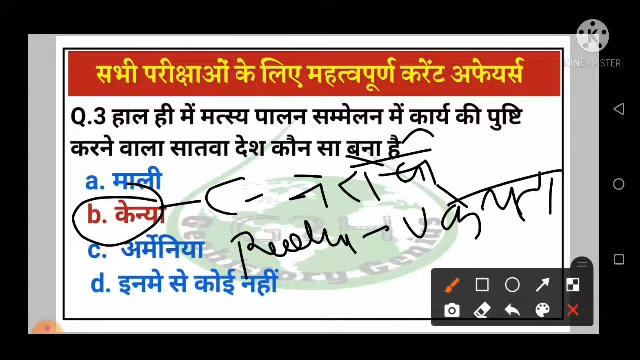 सभी परीक्षाओं के लिए महत्वपूर्ण करेंट अफेयर्स
Q.3 हाल ही में मत्स्य पालन सम्मेलन में कार्य की पुष्टि
करने वाला सातवा देश कौन सा बना है
a. माली
b. केन्या
c. अर्मेनिया
d. इनमे से कोई नहीं
KINEMASTER